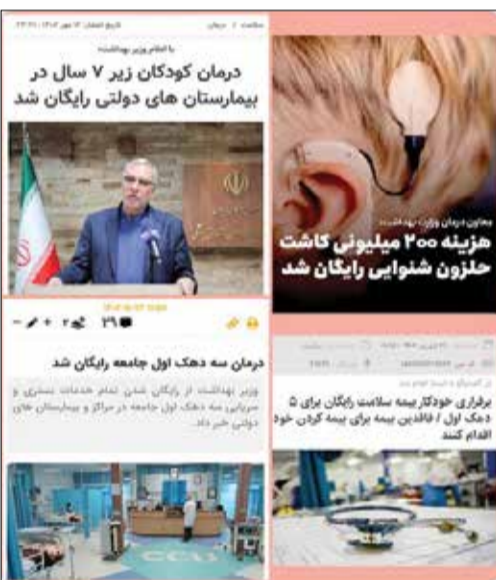 سلامت / درمان
با اعلام وزیر بهداشت؛
درمان کودکان زیر ۷ سال در
بیمارستان های دولتی رایگان شد
معاون درمان وزارت بهداشت:
هزینه ۲۰۰ میلیونی کاشت
حلزون شنوایی رایگان شد
درمان سه دهک اول جامعه رایگان شد
وزیر بهداشت از رایگان شدن تمام خدمات بستری و
سرپایی سه دهک اول جامعه در مراکز و بیمارستان های
دولتی خبر داد.
برقراری خودکار بیمه سلامت رایگان برای ۵
دهک اول / فاقدین بیمه برای بیمه کردن خود
اقدام کنند
CCU